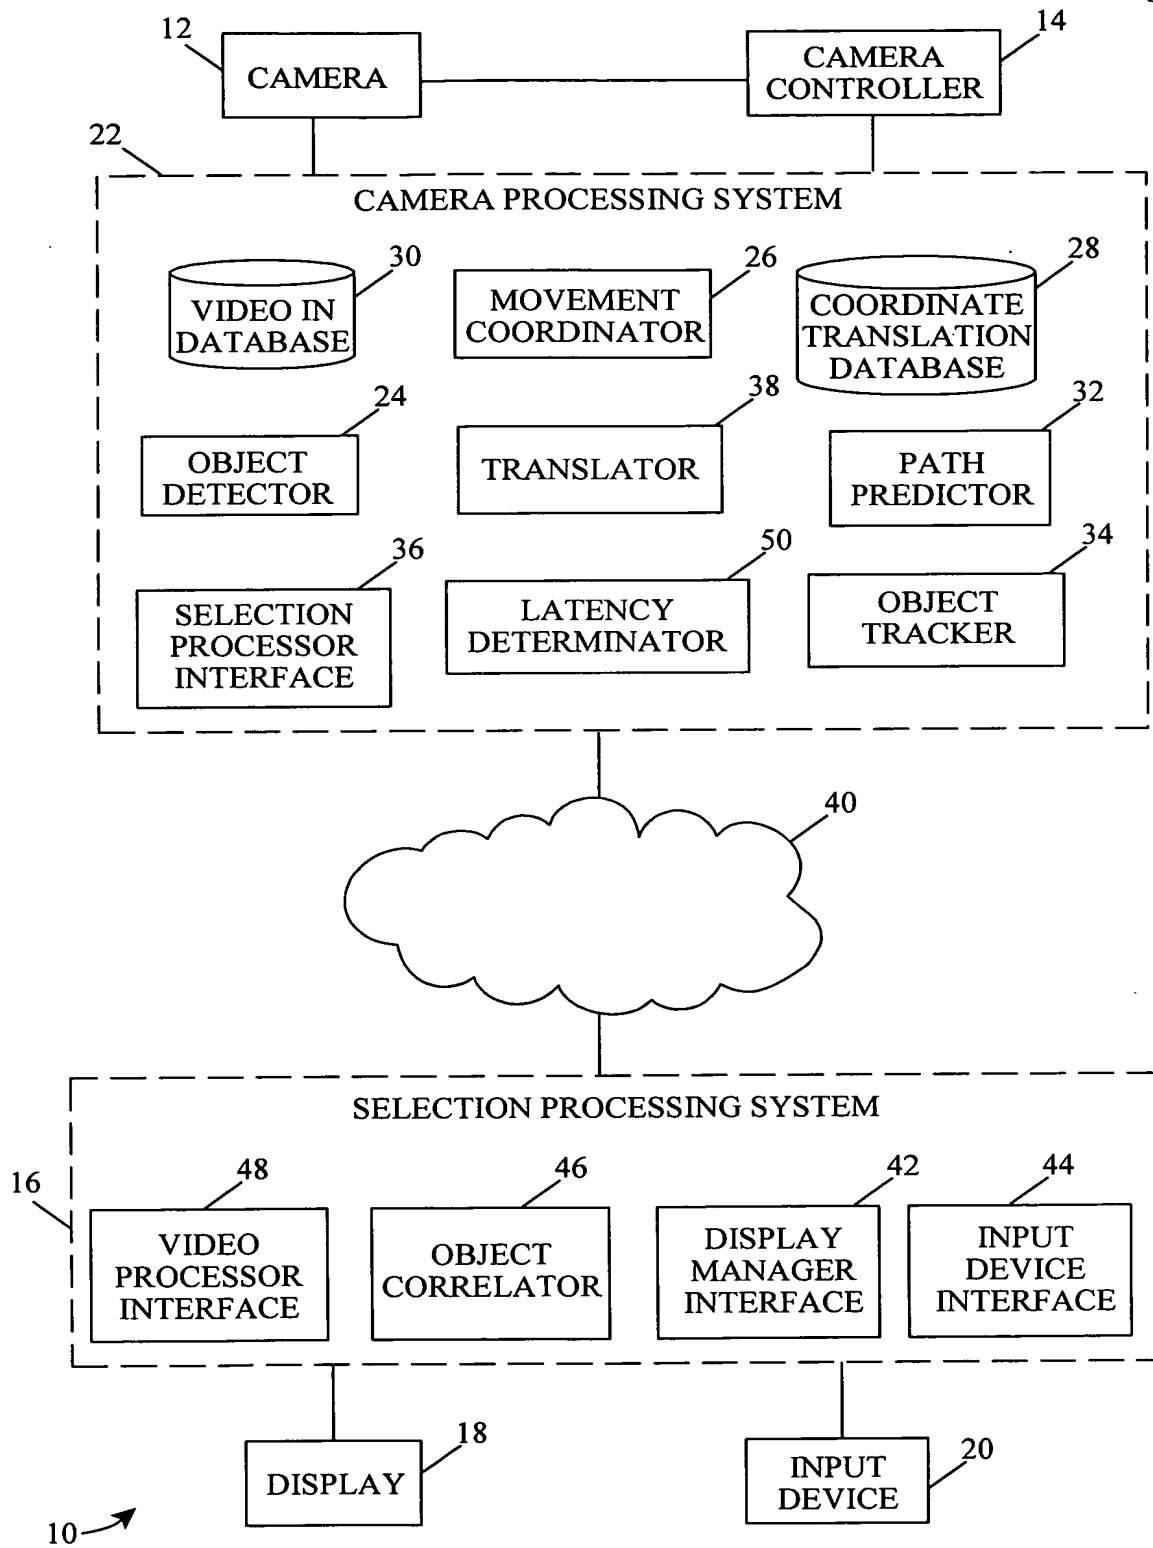 12
CAMERA
14
CAMERA
CONTROLLER
22
CAMERA PROCESSING SYSTEM
30
VIDEO IN
DATABASE
26
MOVEMENT
COORDINATOR
28
COORDINATE
TRANSLATION
DATABASE
24
OBJECT
DETECTOR
38
TRANSLATOR
32
PATH
PREDICTOR
36
SELECTION
PROCESSOR
INTERFACE
50
LATENCY
DETERMINATOR
34
OBJECT
TRACKER
40
SELECTION PROCESSING SYSTEM
16
48
VIDEO
PROCESSOR
INTERFACE
46
OBJECT
CORRELATOR
42
DISPLAY
MANAGER
INTERFACE
44
INPUT
DEVICE
INTERFACE
18
DISPLAY
20
INPUT
DEVICE
10